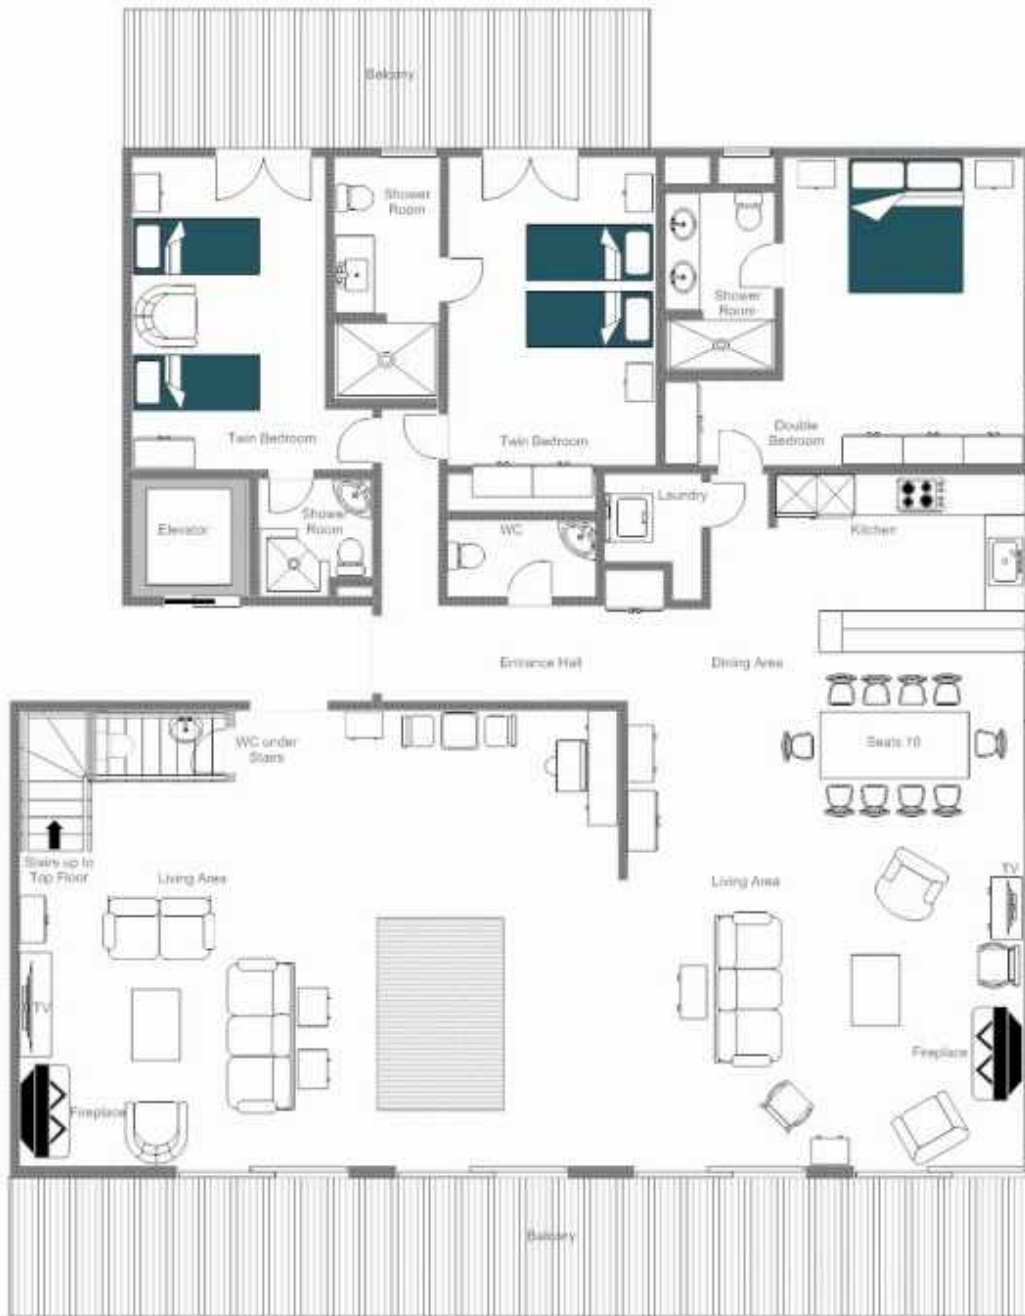 Balcony
Shower
Room
Shower
Room
Twin Bedroom
Twin Bedroom
Double
Bedroom
Elevator
Shower
Room
WC
Laundry
Kitchen
Entrance Hall
Dining Area
WC under
Stairs
Seats 10
Stairs up to
Top Floor
Living Area
Living Area
TV
TV
Fireplace
Fireplace
Balcony